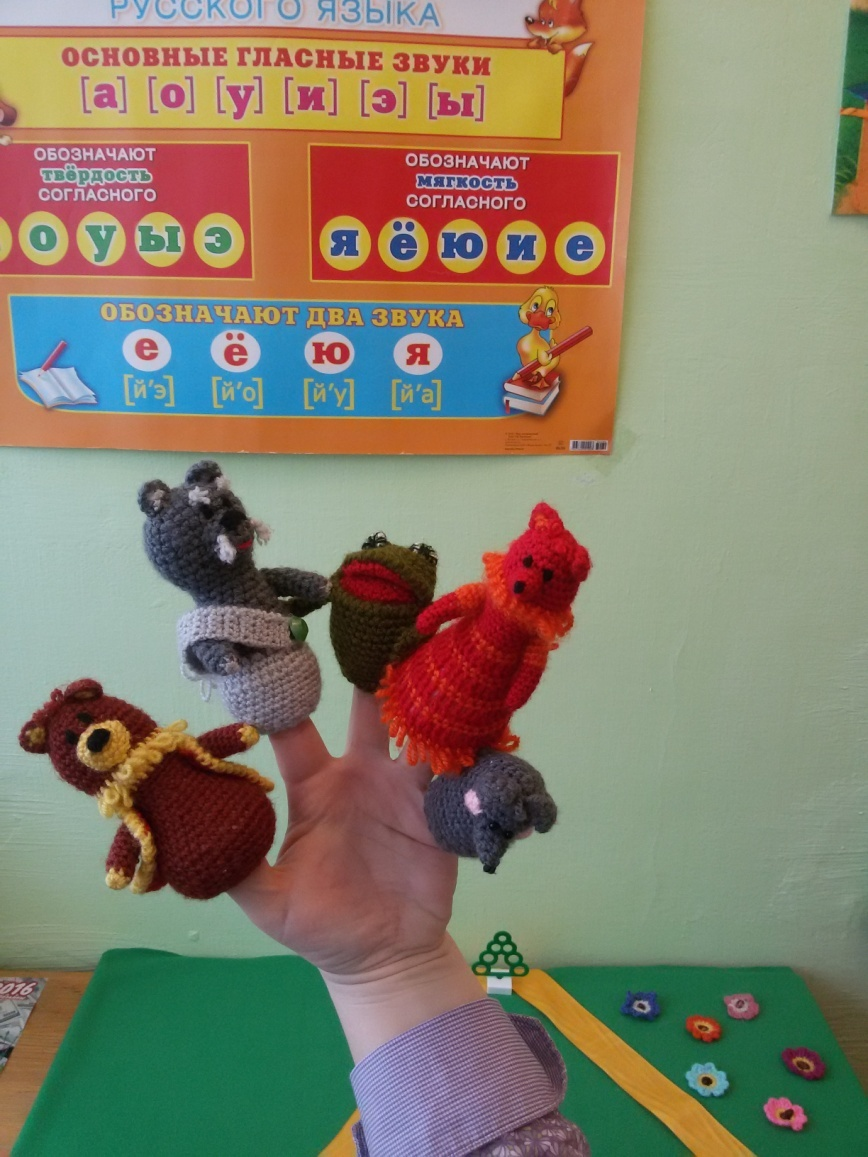 РУССКОГО ЯЗЫКА
ОСНОВНЫЕ ГЛАСНЫЕ ЗВУКИ
[а] [о] [у] [и] [э] [ы]
ОБОЗНАЧАЮТ
твёрдость
СОГЛАСНОГО
о у ы э
ОБОЗНАЧАЮТ
мягкость
СОГЛАСНОГО
я ё ю и е
ОБОЗНАЧАЮТ ДВА ЗВУКА
е ё ю я
[й'э] [й'о] [й'у] [й'а]
2016